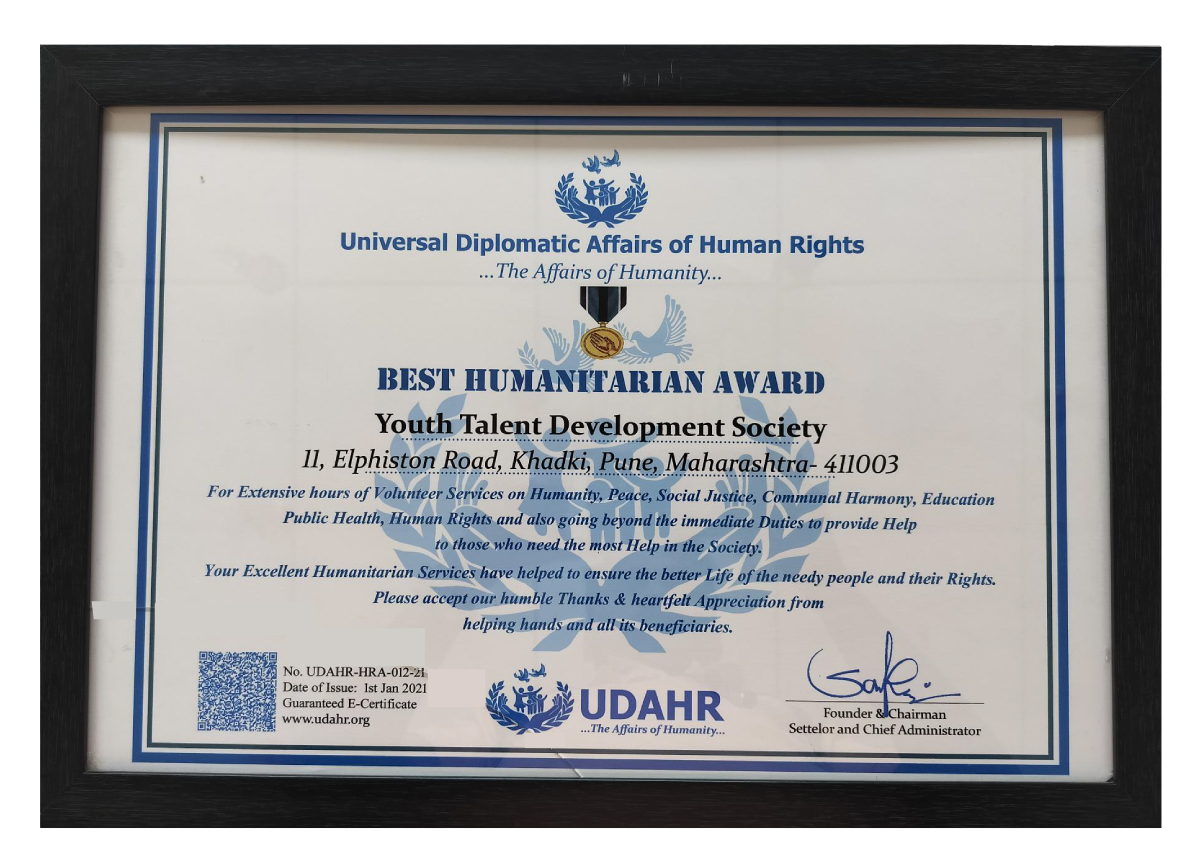 Universal Diplomatic Affairs of Human Rights
...The Affairs of Humanity...
BEST HUMANITARIAN AWARD
Youth Talent Development Society
11, Elphiston Road, Khadki, Pune, Maharashtra- 411003
For Extensive hours of Volunteer Services on Humanity, Peace, Social Justice, Communal Harmony, Education
Public Health, Human Rights and also going beyond the immediate Duties to provide Help
to those who need the most Help in the Society.
Your Excellent Humanitarian Services have helped to ensure the better Life of the needy people and their Rights.
Please accept our humble Thanks & heartfelt Appreciation from
helping hands and all its beneficiaries.
No. UDAHR-HRA-012-21
Date of Issue: 1st Jan 2021
Guaranteed E-Certificate
www.udahr.org
UDAHR
...The Affairs of Humanity...
Founder & Chairman
Settelor and Chief Administrator